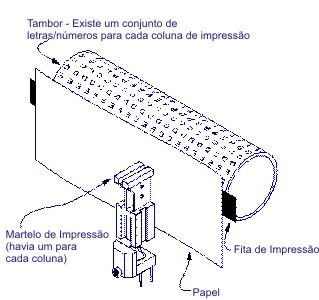 Tambor - Existe um conjunto de
letras/números para cada coluna de impressão
Martelo de Impressão
(havia um para
cada coluna)
Fita de Impressão
Papel